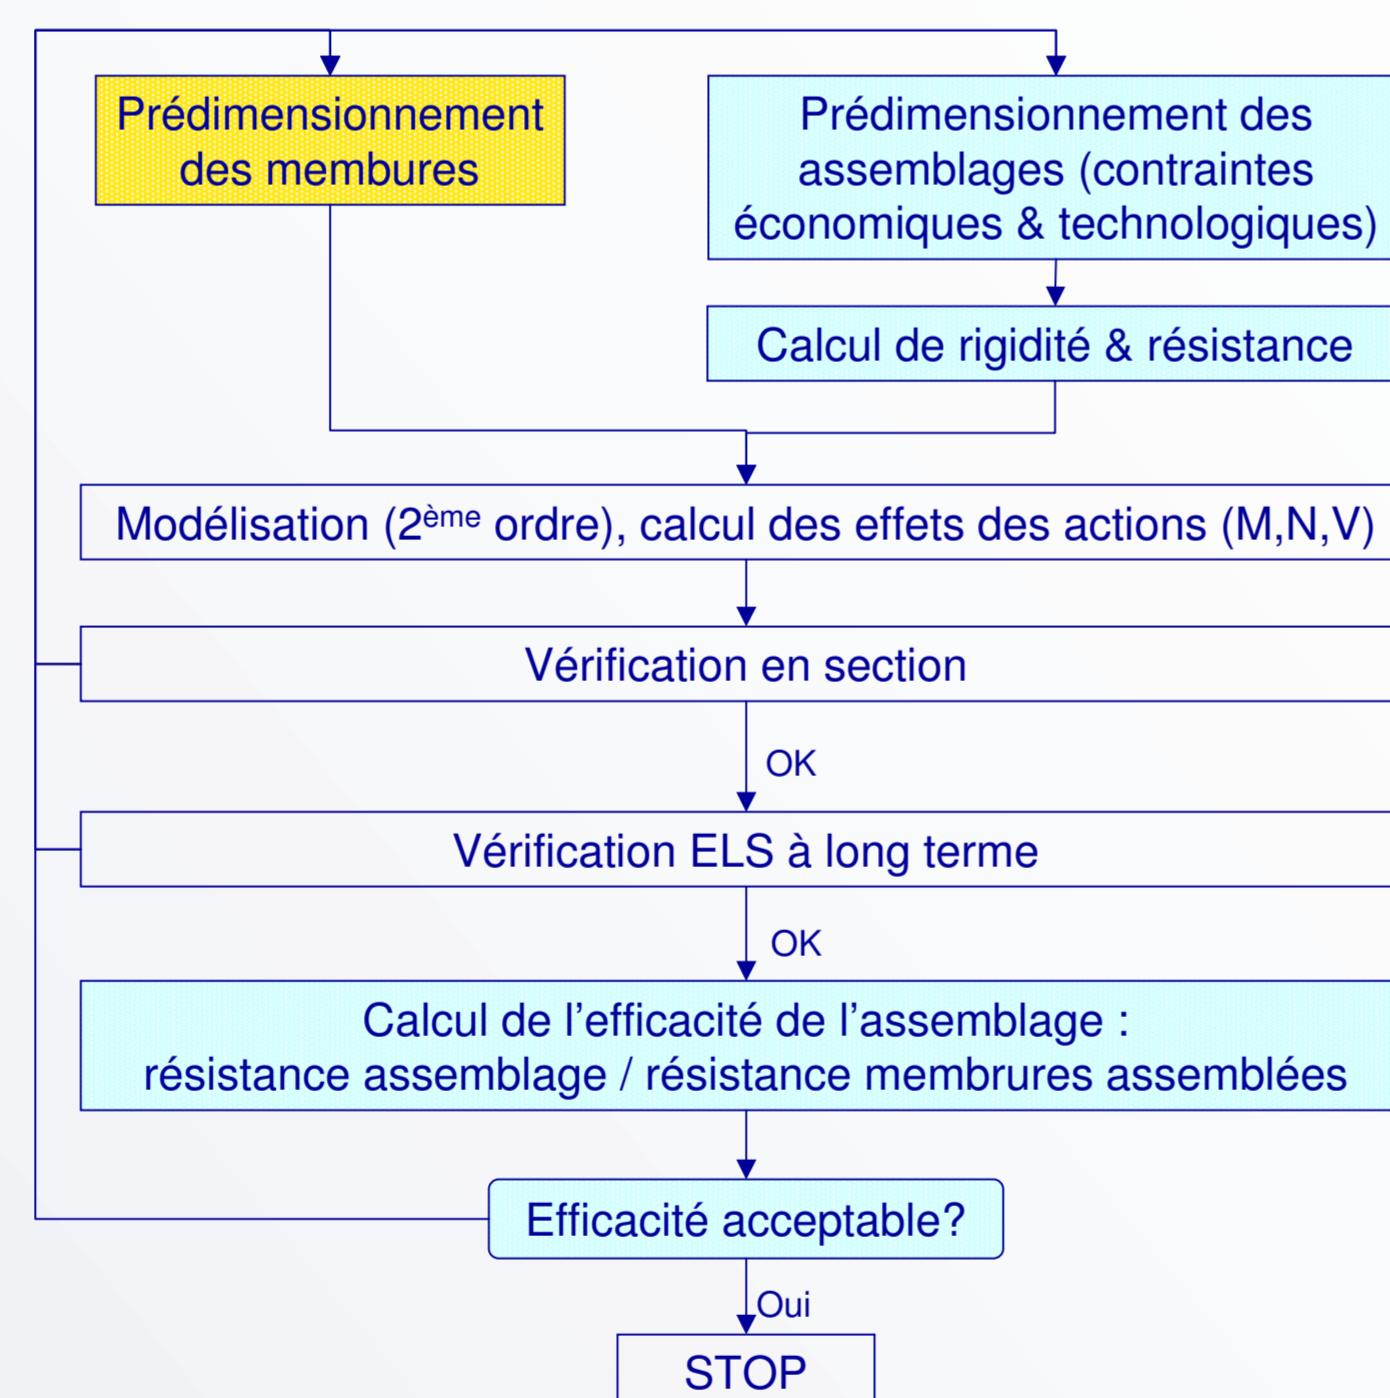 Prédimensionnement
des membures
Prédimensionnement des
assemblages (contraintes
économiques & technologiques)
Calcul de rigidité & résistance
Modélisation (2ème ordre), calcul des effets des actions (M,N,V)
Vérification en section
OK
Vérification ELS à long terme
OK
Calcul de l’efficacité de l’assemblage :
résistance assemblage / résistance membrures assemblées
Efficacité acceptable?
Oui
STOP